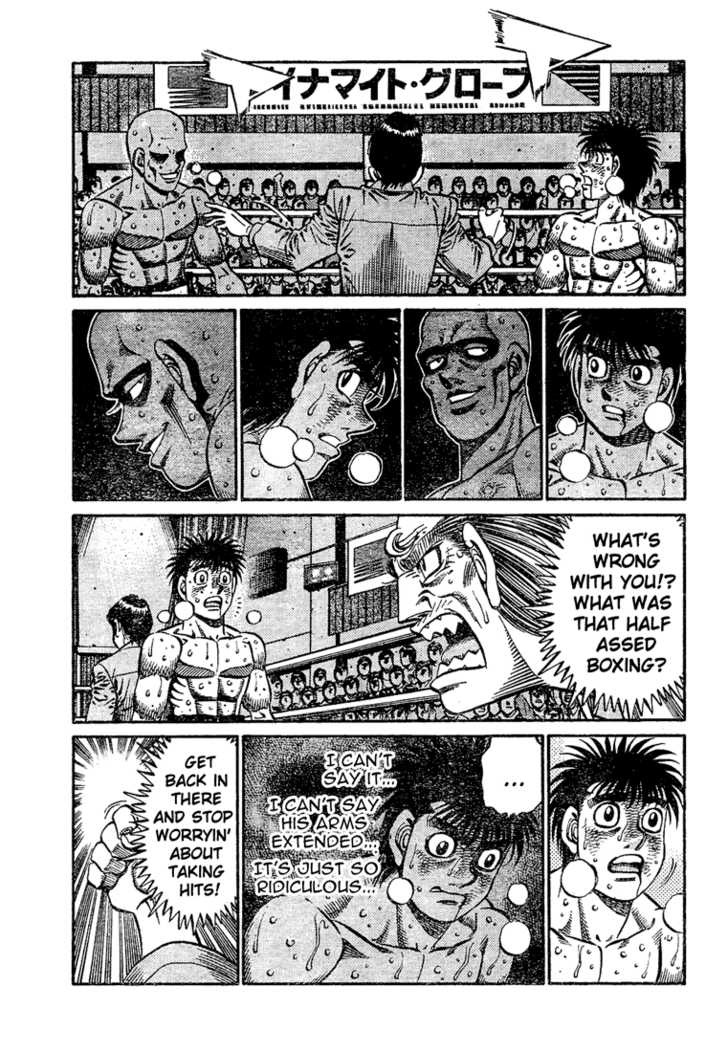 ダイナマイト・グローブ
WHAT'S
WRONG
WITH YOU!?
WHAT WAS
THAT HALF
ASSED
BOXING?
...
I CAN'T
SAY IT...
I CAN'T SAY
HIS ARMS
EXTENDED...
IT'S JUST SO
RIDICULOUS...
GET
BACK IN
THERE
AND STOP
WORRYIN'
ABOUT
TAKING
HITS!